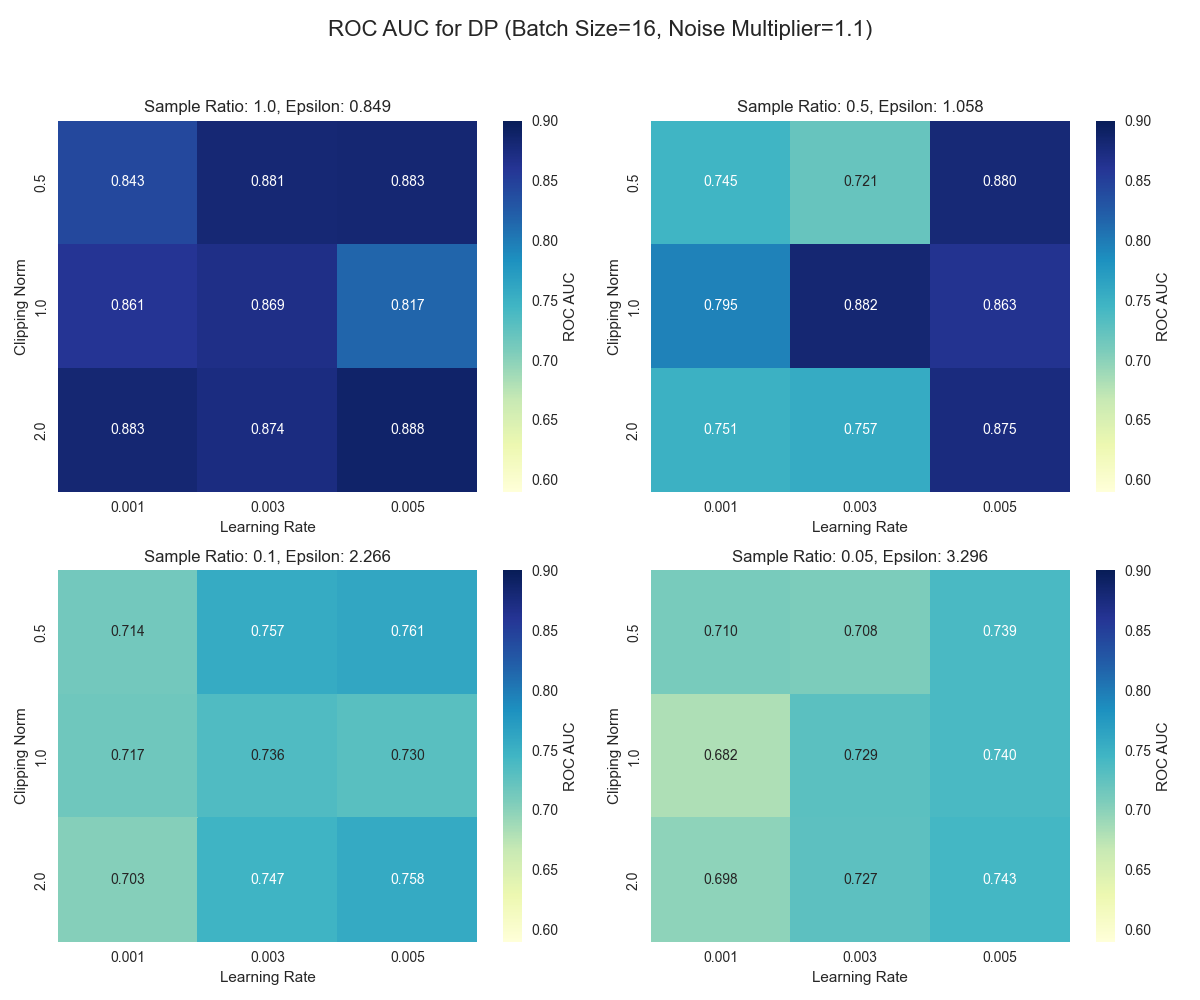 ROC AUC for DP (Batch Size=16, Noise Multiplier=1.1)
Sample Ratio: 1.0, Epsilon: 0.849
0.5 0.843 0.881 0.883
1.0 0.861 0.869 0.817
2.0 0.883 0.874 0.888
Clipping Norm
0.001 0.003 0.005
Learning Rate
0.90
0.85
0.80
0.75
0.70
0.65
0.60
ROC AUC
Sample Ratio: 0.5, Epsilon: 1.058
0.5 0.745 0.721 0.880
1.0 0.795 0.882 0.863
2.0 0.751 0.757 0.875
Clipping Norm
0.001 0.003 0.005
Learning Rate
0.90
0.85
0.80
0.75
0.70
0.65
0.60
ROC AUC
Sample Ratio: 0.1, Epsilon: 2.266
0.5 0.714 0.757 0.761
1.0 0.717 0.736 0.730
2.0 0.703 0.747 0.758
Clipping Norm
0.001 0.003 0.005
Learning Rate
0.90
0.85
0.80
0.75
0.70
0.65
0.60
ROC AUC
Sample Ratio: 0.05, Epsilon: 3.296
0.5 0.710 0.708 0.739
1.0 0.682 0.729 0.740
2.0 0.698 0.727 0.743
Clipping Norm
0.001 0.003 0.005
Learning Rate
0.90
0.85
0.80
0.75
0.70
0.65
0.60
ROC AUC